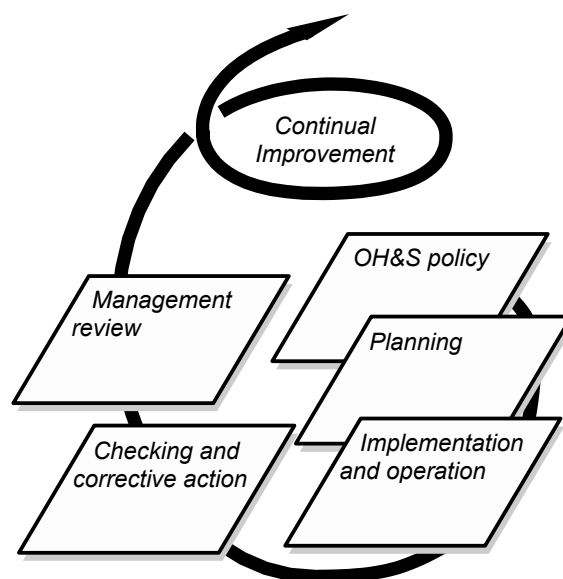 Continual
Improvement
OH&S policy
Management
review
Planning
Checking and
corrective action
Implementation
and operation